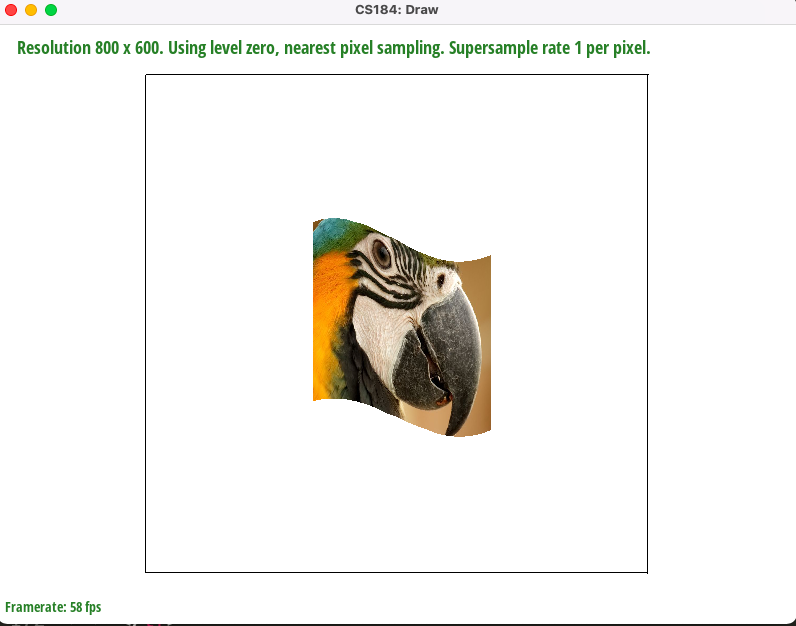 CS184: Draw
Resolution 800 x 600. Using level zero, nearest pixel sampling. Supersample rate 1 per pixel.
Framerate: 58 fps